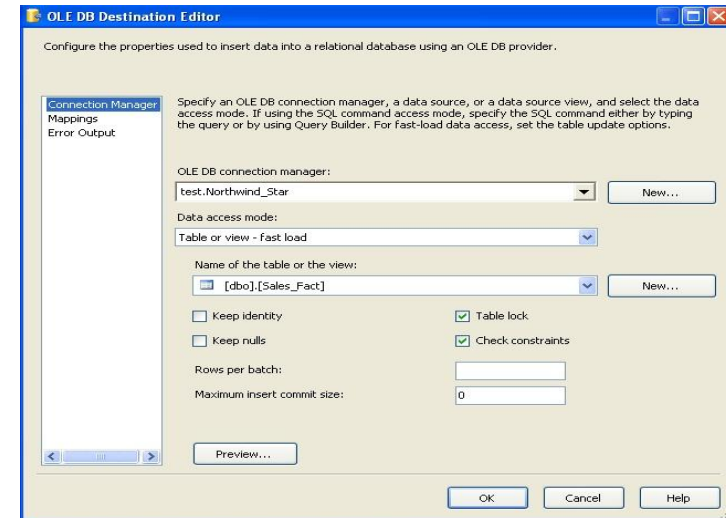 OLE DB Destination Editor
Configure the properties used to insert data into a relational database using an OLE DB provider.
Connection Manager
Mappings
Error Output
Specify an OLE DB connection manager, a data source, or a data source view, and select the data
access mode. If using the SQL command access mode, specify the SQL command either by typing
the query or by using Query Builder. For fast-load data access, set the table update options.
OLE DB connection manager:
test.Northwind_Star
New...
Data access mode:
Table or view - fast load
Name of the table or the view:
[dbo].[Sales_Fact]
New...
Keep identity
Table lock
Keep nulls
Check constraints
Rows per batch:
Maximum insert commit size:
0
Preview...
OK
Cancel
Help